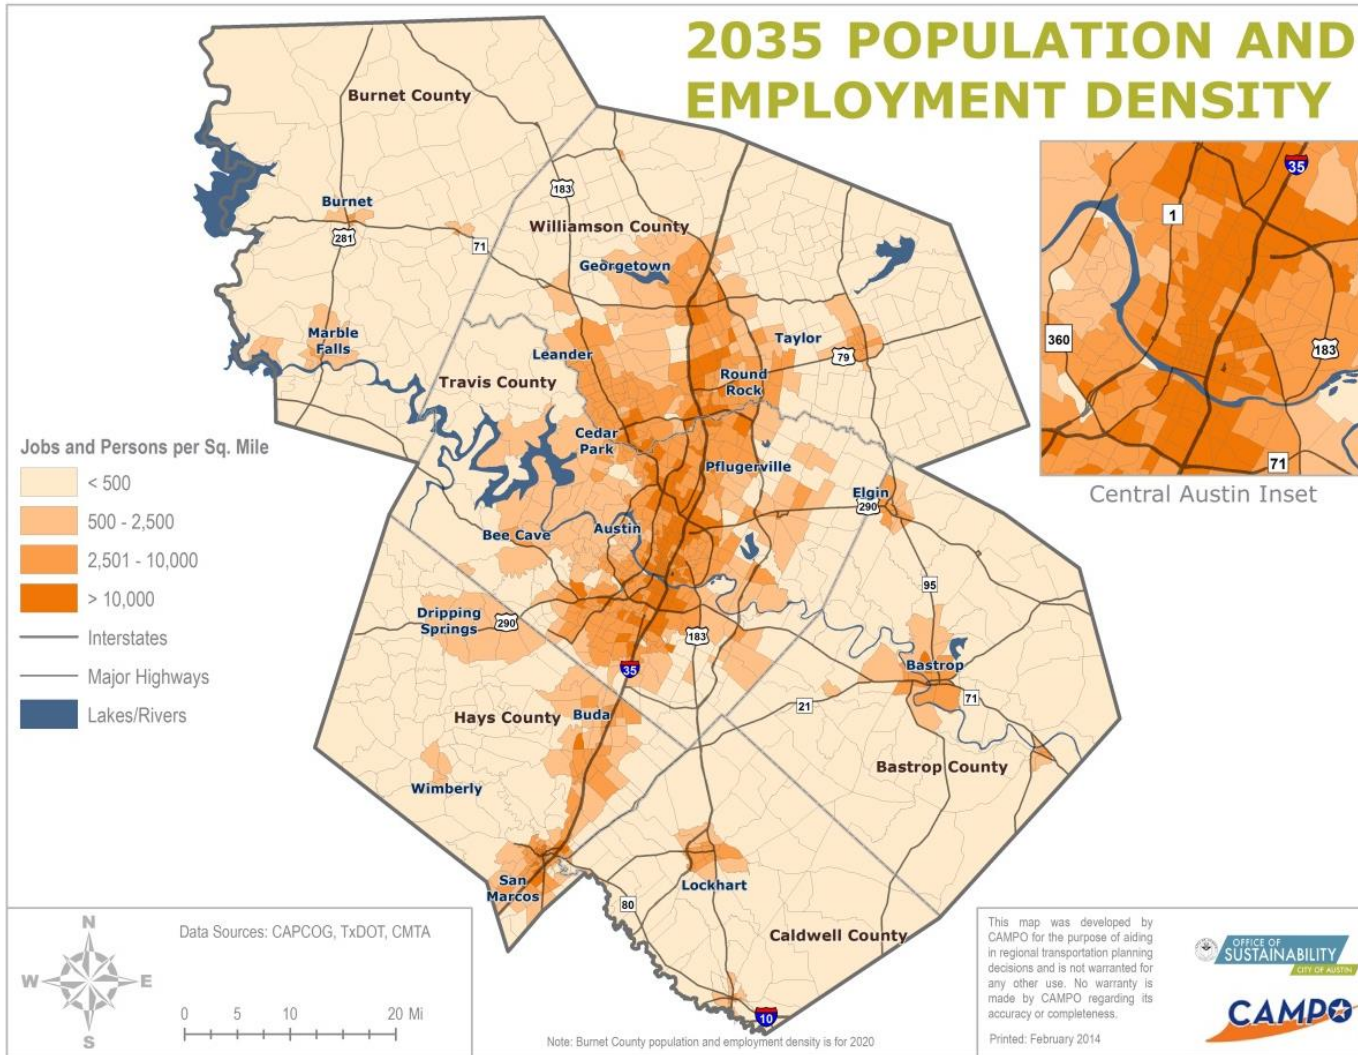 2035 POPULATION AND
EMPLOYMENT DENSITY
Burnet County
Burnet
183
281
71
Williamson County
Georgetown
Marble
Falls
Leander
Taylor
79
Travis County
Round
Rock
Cedar
Park
Pflugerville
Elgin
290
Bee Cave
Austin
95
Dripping
Springs
290
183
35
Bastrop
71
21
Hays County
Buda
Bastrop County
Wimberly
San
Marcos
Lockhart
80
Caldwell County
10
35
1
360
183
71
Central Austin Inset
Jobs and Persons per Sq. Mile
< 500
500 - 2,500
2,501 - 10,000
> 10,000
Interstates
Major Highways
Lakes/Rivers
N
W E
S
Data Sources: CAPCOG, TxDOT, CMTA
0 5 10 20 Mi
Note: Burnet County population and employment density is for 2020
This map was developed by
CAMPO for the purpose of aiding
in regional transportation planning
decisions and is not warranted for
any other use. No warranty is
made by CAMPO regarding its
accuracy or completeness.
Printed: February 2014
OFFICE OF
SUSTAINABILITY
CITY OF AUSTIN
CAMPO